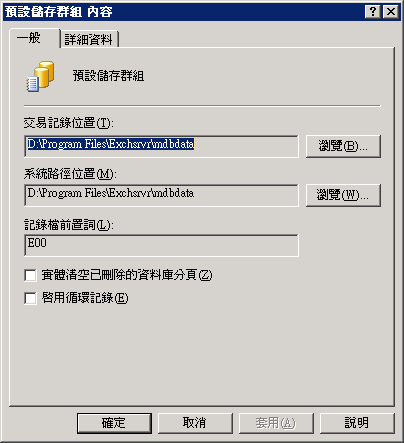 預設儲存群組 內容
一般 詳細資料
預設儲存群組
交易記錄位置(T):
D:\Program Files\Exchsrvr\mdbdata 瀏覽(B)...
系統路徑位置(M):
D:\Program Files\Exchsrvr\mdbdata 瀏覽(W)...
記錄檔前置詞(L):
E00
實體清空已刪除的資料庫分頁(Z)
啟用循環記錄(E)
確定 取消 套用(A) 說明